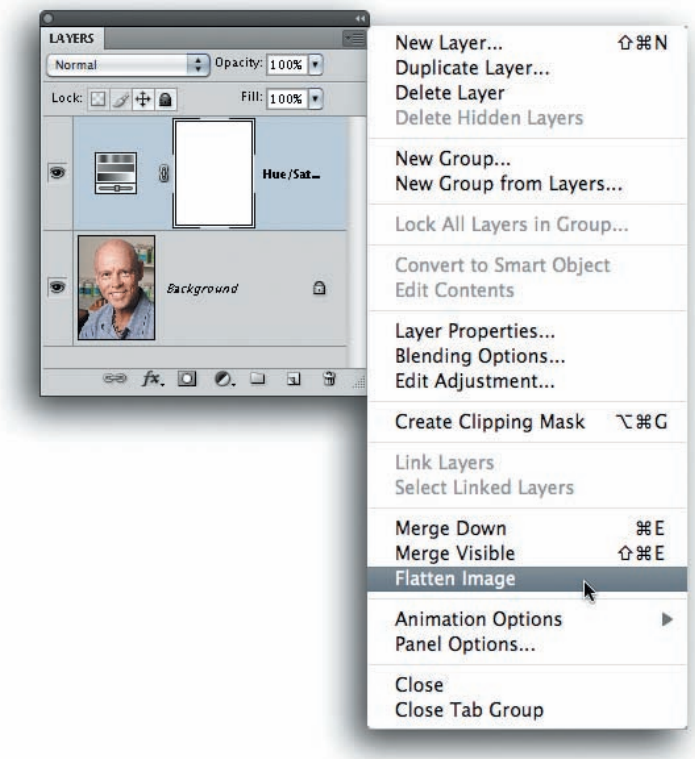 LAYERS
Normal Opacity: 100%
Lock: Fill: 100%
Hue/Sat...
Background
fx.
New Layer... ⇧⌘N
Duplicate Layer...
Delete Layer
Delete Hidden Layers
New Group...
New Group from Layers...
Lock All Layers in Group...
Convert to Smart Object
Edit Contents
Layer Properties...
Blending Options...
Edit Adjustment...
Create Clipping Mask ⌥⌘G
Link Layers
Select Linked Layers
Merge Down ⌘E
Merge Visible ⇧⌘E
Flatten Image
Animation Options
Panel Options...
Close
Close Tab Group